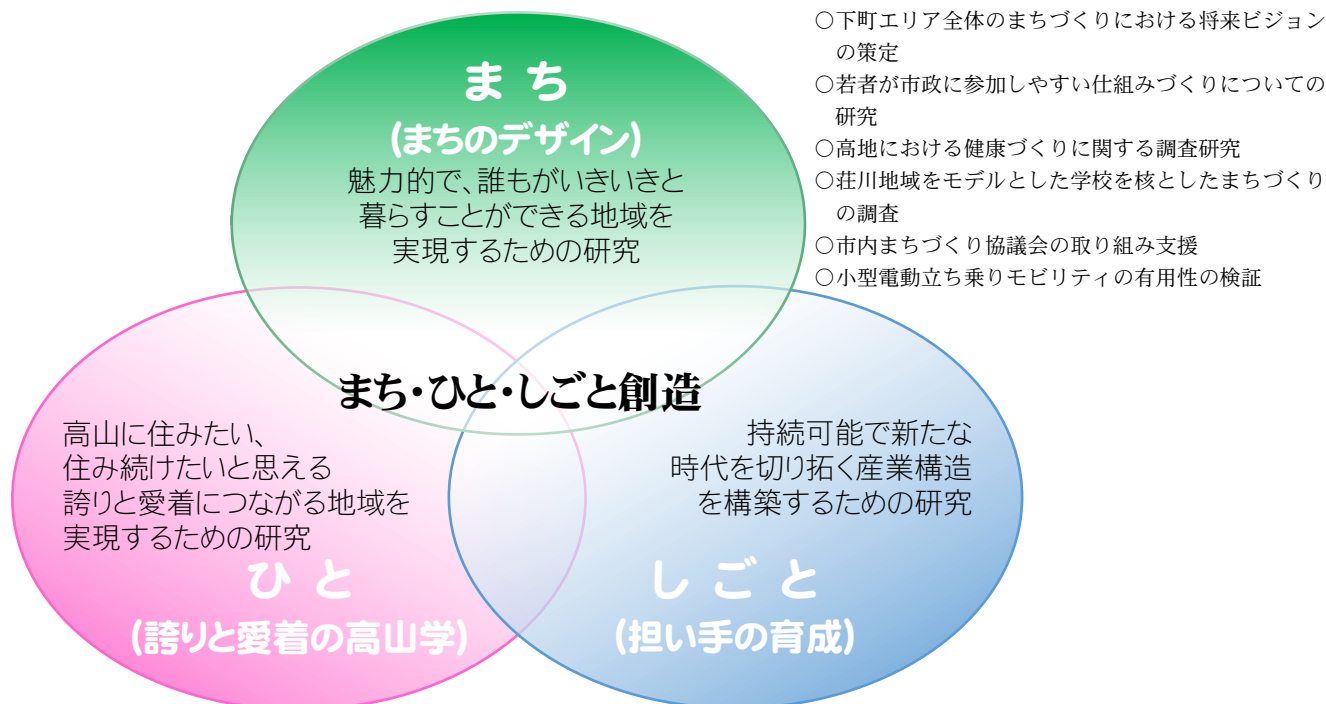 まち
(まちのデザイン)
魅力的で、誰もがいきいきと
暮らすことができる地域を
実現するための研究
○下町エリア全体のまちづくりにおける将来ビジョン
の策定
○若者が市政に参加しやすい仕組みづくりについての
研究
○高地における健康づくりに関する調査研究
○荘川地域をモデルとした学校を核としたまちづくり
の調査
○市内まちづくり協議会の取り組み支援
○小型電動立ち乗りモビリティの有用性の検証
まち・ひと・しごと創造
高山に住みたい、
住み続けたいと思える
誇りと愛着につながる地域を
実現するための研究
ひと
(誇りと愛着の高山学)
持続可能で新たな
時代を切り拓く産業構造
を構築するための研究
しごと
(担い手の育成)